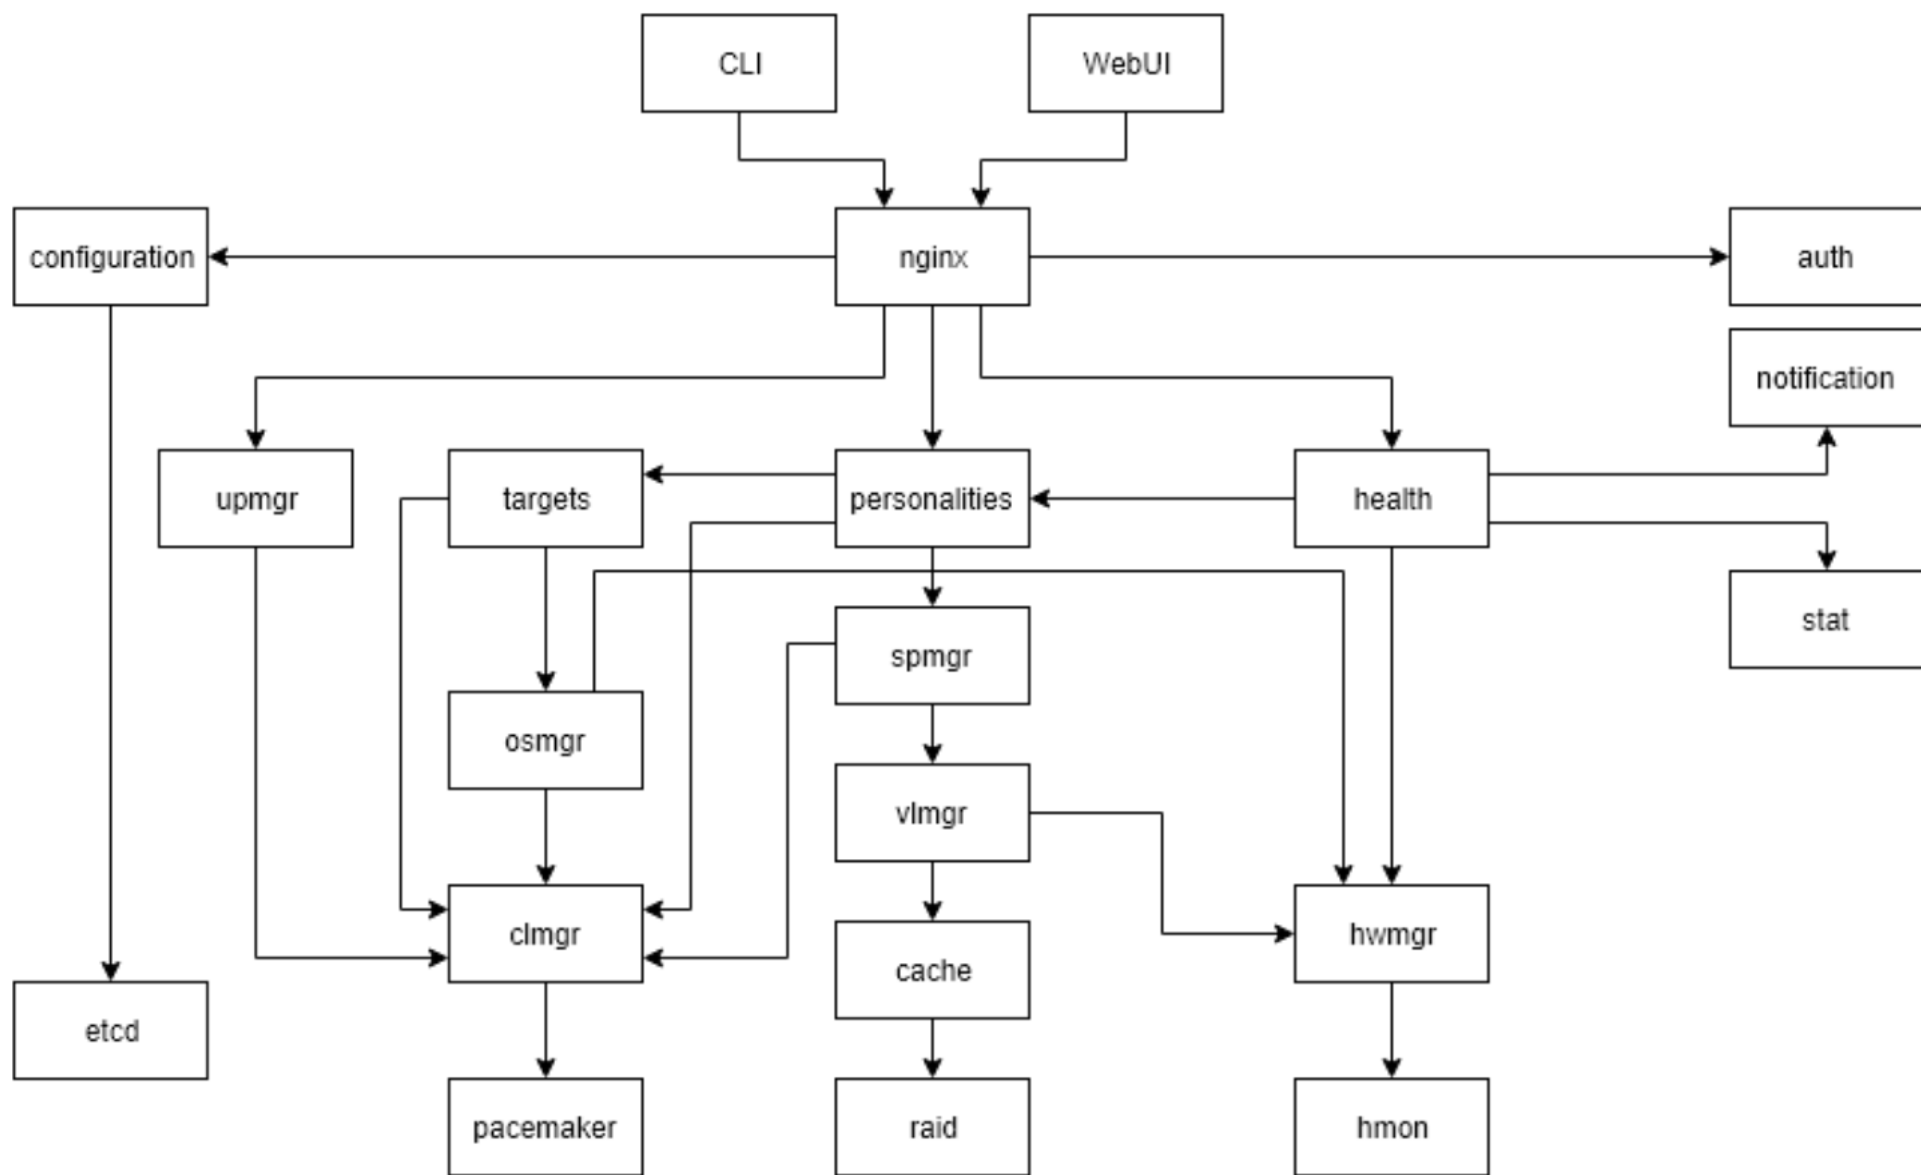 CLI
WebUI
configuration
nginx
auth
notification
upmgr
targets
personalities
health
stat
spmgr
osmgr
vlmgr
clmgr
hwmgr
cache
etcd
pacemaker
raid
hmon